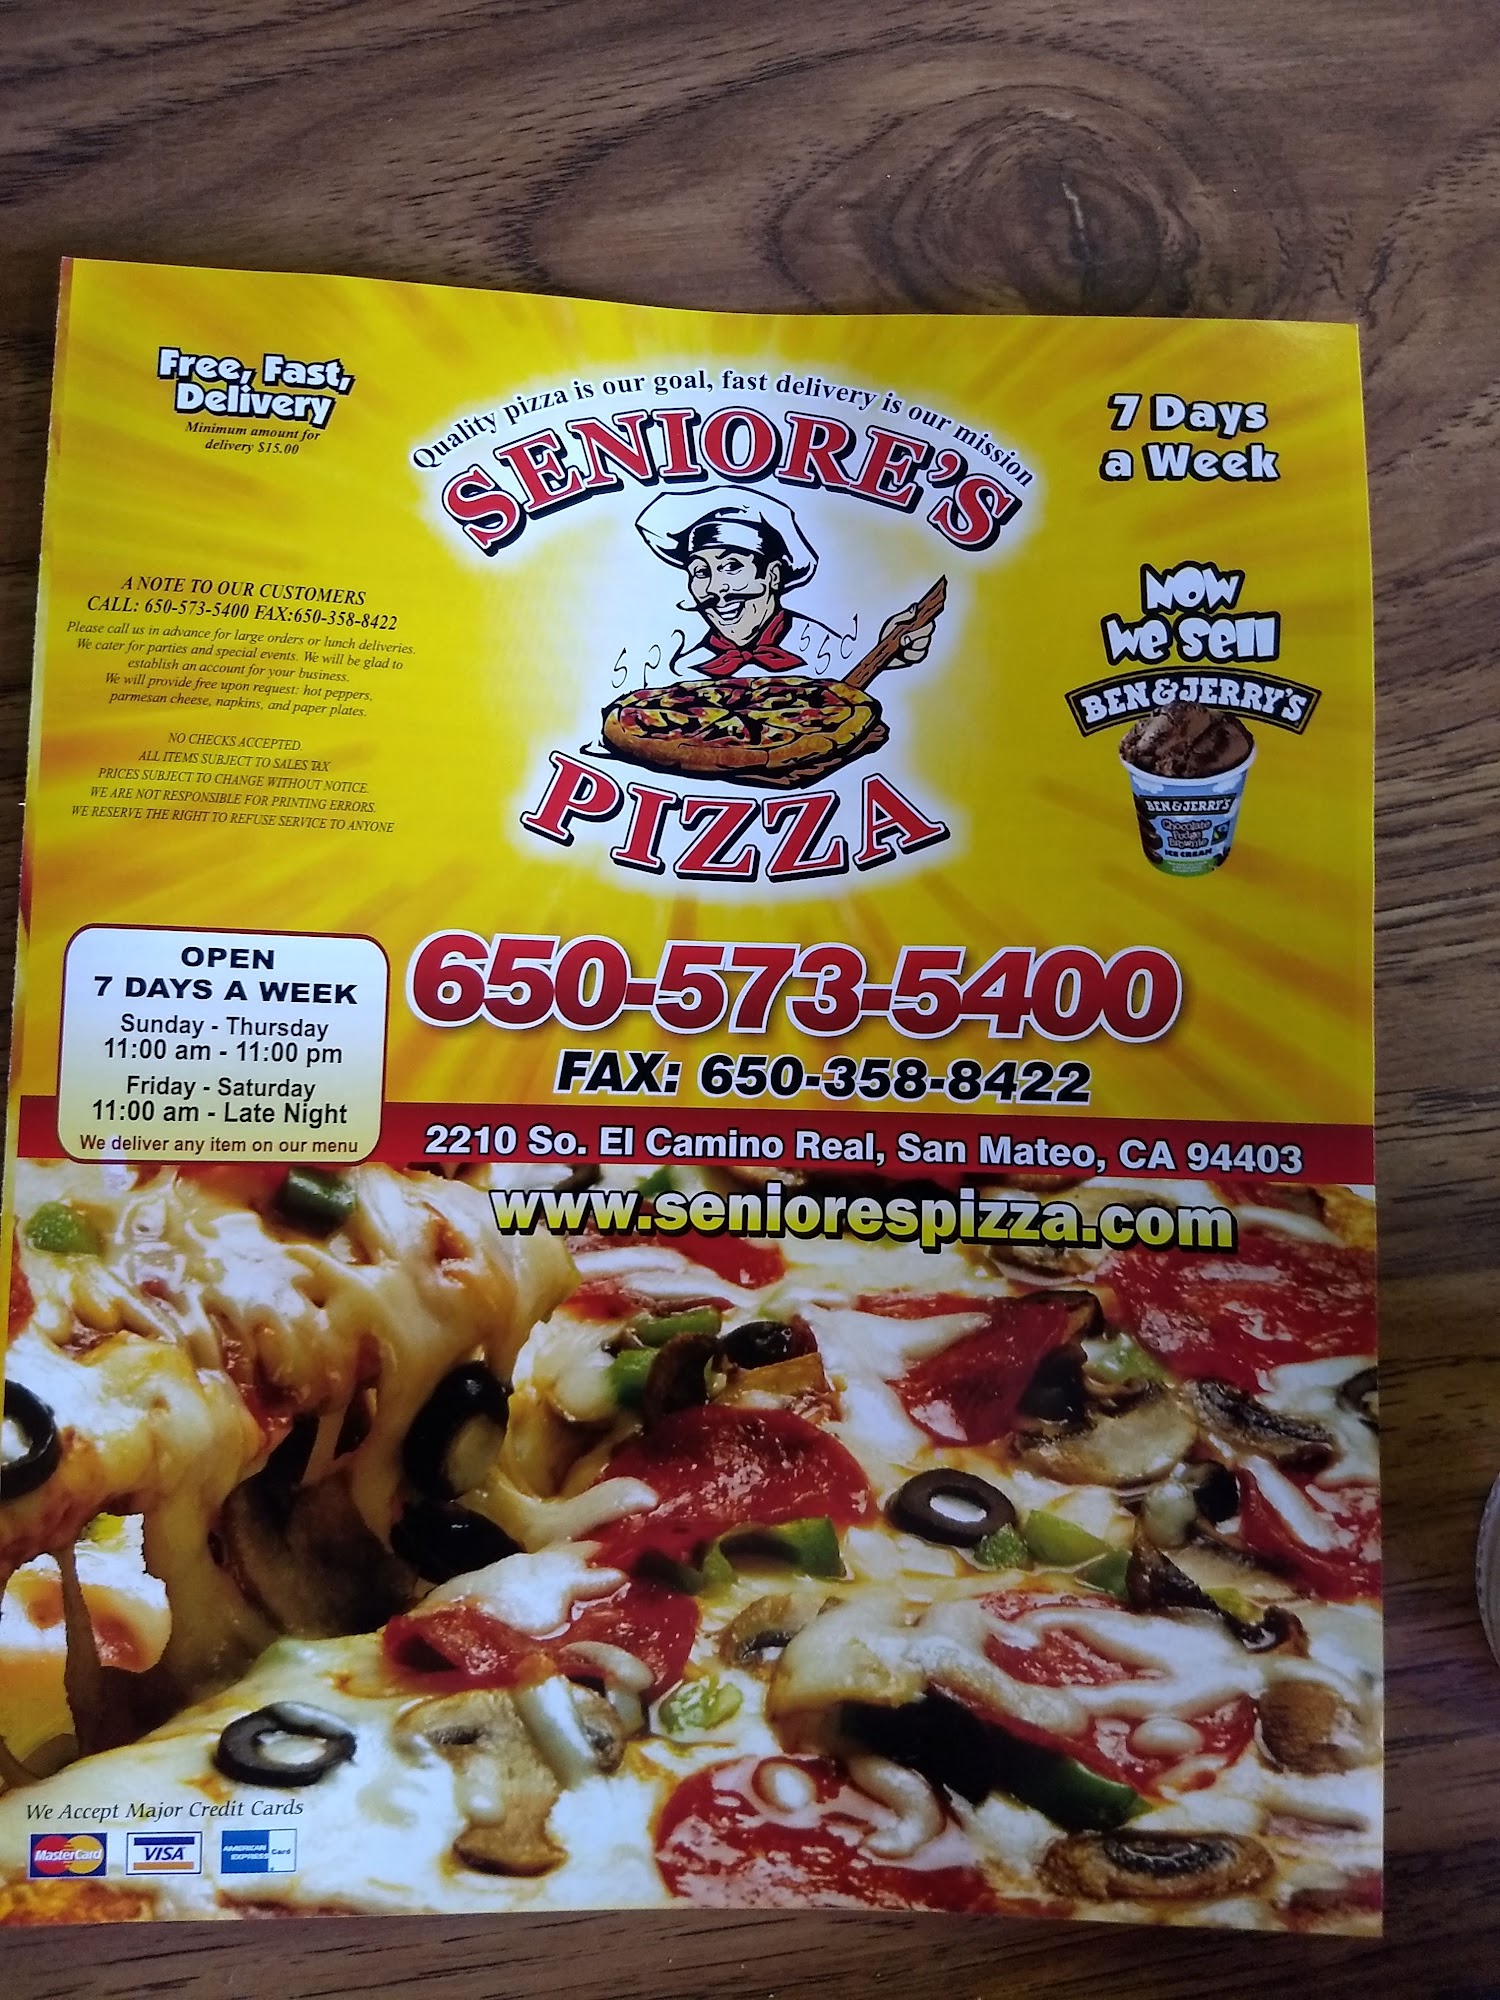 Free, Fast,
Delivery
Minimum amount for
delivery $15.00
Quality pizza is our goal, fast delivery is our mission
SENIORE'S
PIZZA
7 Days
a Week
NOW
We Sell
BEN & JERRY'S
BEN & JERRY'S
Chocolate
Fudge
Brownie
ICE CREAM
A NOTE TO OUR CUSTOMERS
CALL: 650-573-5400 FAX:650-358-8422
Please call us in advance for large orders or lunch deliveries.
We cater for parties and special events. We will be glad to
establish an account for your business.
We will provide free upon request: hot peppers,
parmesan cheese, napkins, and paper plates.
NO CHECKS ACCEPTED.
ALL ITEMS SUBJECT TO SALES TAX
PRICES SUBJECT TO CHANGE WITHOUT NOTICE.
WE ARE NOT RESPONSIBLE FOR PRINTING ERRORS.
WE RESERVE THE RIGHT TO REFUSE SERVICE TO ANYONE
OPEN
7 DAYS A WEEK
Sunday - Thursday
11:00 am - 11:00 pm
Friday - Saturday
11:00 am - Late Night
We deliver any item on our menu
650-573-5400
FAX: 650-358-8422
2210 So. El Camino Real, San Mateo, CA 94403
www.seniorespizza.com
We Accept Major Credit Cards
MasterCard
VISA
AMERICAN
EXPRESS
Card